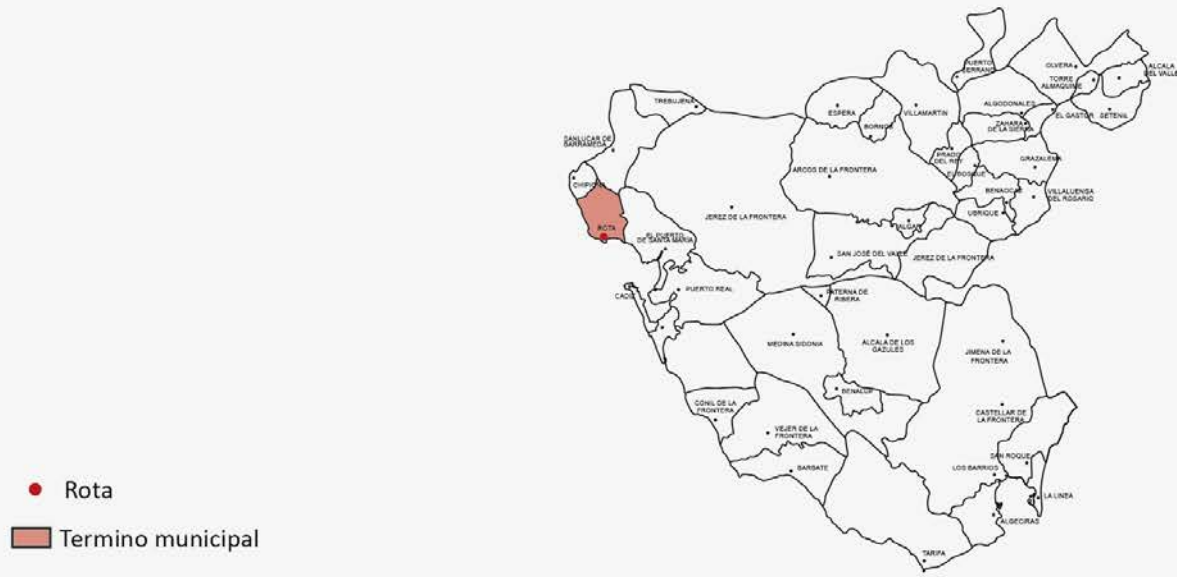 PUERTO
SERRANO
OLVERA
ALCALA
DEL VALLE
TORRE
ALMAQUIME
TREBUJENA
ESPERA
VILLAMARTIN
ALGODONALES
EL GASTOR
SETENIL
BORNOS
ZAHARA
DE LA SIERRA
SANLUCAR DE
BARRAMEDA
PRADO
DEL REY
GRAZALEMA
EL BOSQUE
ARCOS DE LA FRONTERA
CHIPIONA
BENAOCAZ
VILLALUENGA
DEL ROSARIO
JEREZ DE LA FRONTERA
UBRIQUE
ALGAR
ROTA
EL PUERTO
DE SANTA MARIA
SAN JOSÉ DEL VALLE
JEREZ DE LA FRONTERA
CADIZ
PUERTO REAL
PATERNA DE
RIBERA
MEDINA SIDONIA
ALCALA DE LOS
GAZULES
JIMENA DE LA
FRONTERA
BENALUP
CONIL DE LA
FRONTERA
CASTELLAR DE
LA FRONTERA
VEJER DE LA
FRONTERA
SAN ROQUE
BARBATE
LOS BARRIOS
LA LINEA
ALGECIRAS
TARIFA
Rota
Termino municipal